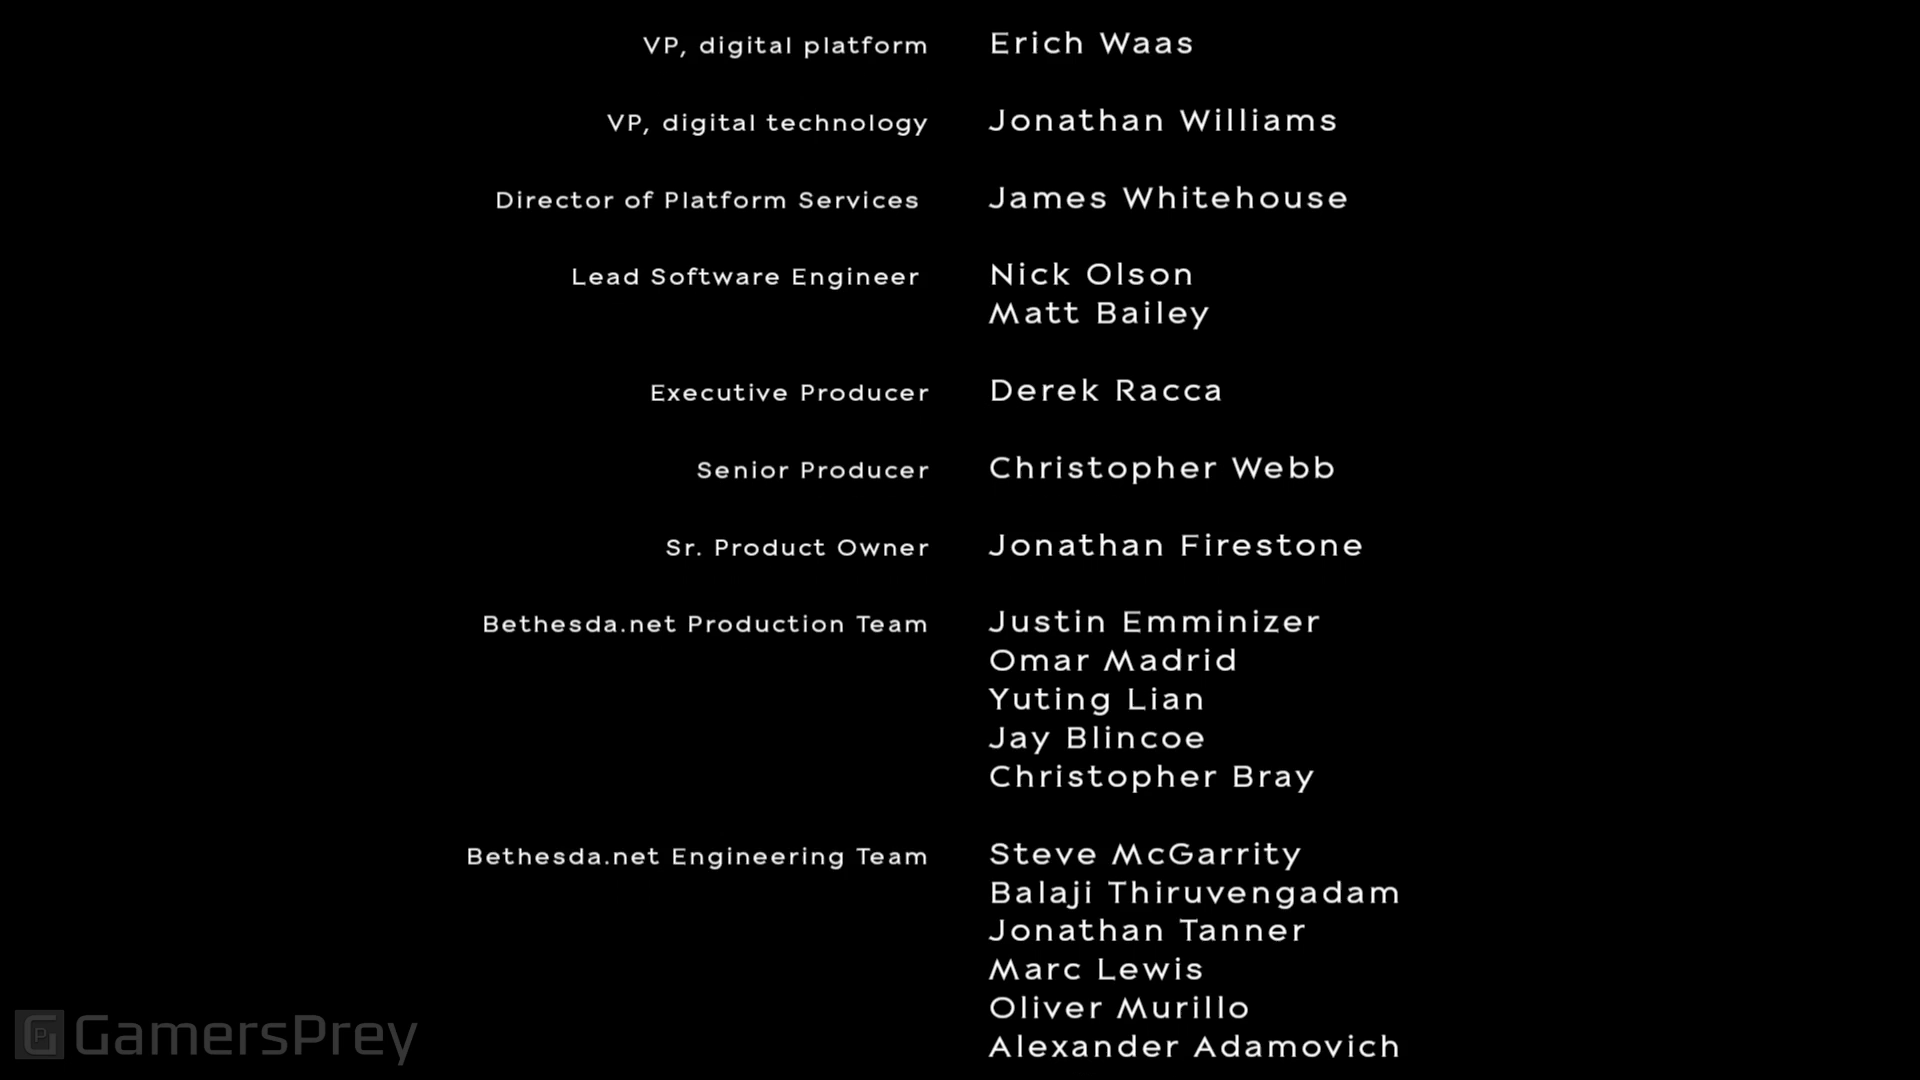 VP, digital platform Erich Waas
VP, digital technology Jonathan Williams
Director of Platform Services James Whitehouse
Lead Software Engineer Nick Olson
Matt Bailey
Executive Producer Derek Racca
Senior Producer Christopher Webb
Sr. Product Owner Jonathan Firestone
Bethesda.net Production Team Justin Emminizer
Omar Madrid
Yuting Lian
Jay Blincoe
Christopher Bray
Bethesda.net Engineering Team Steve McGarrity
Balaji Thiruvengadam
Jonathan Tanner
Marc Lewis
Oliver Murillo
Alexander Adamovich
GamersPrey